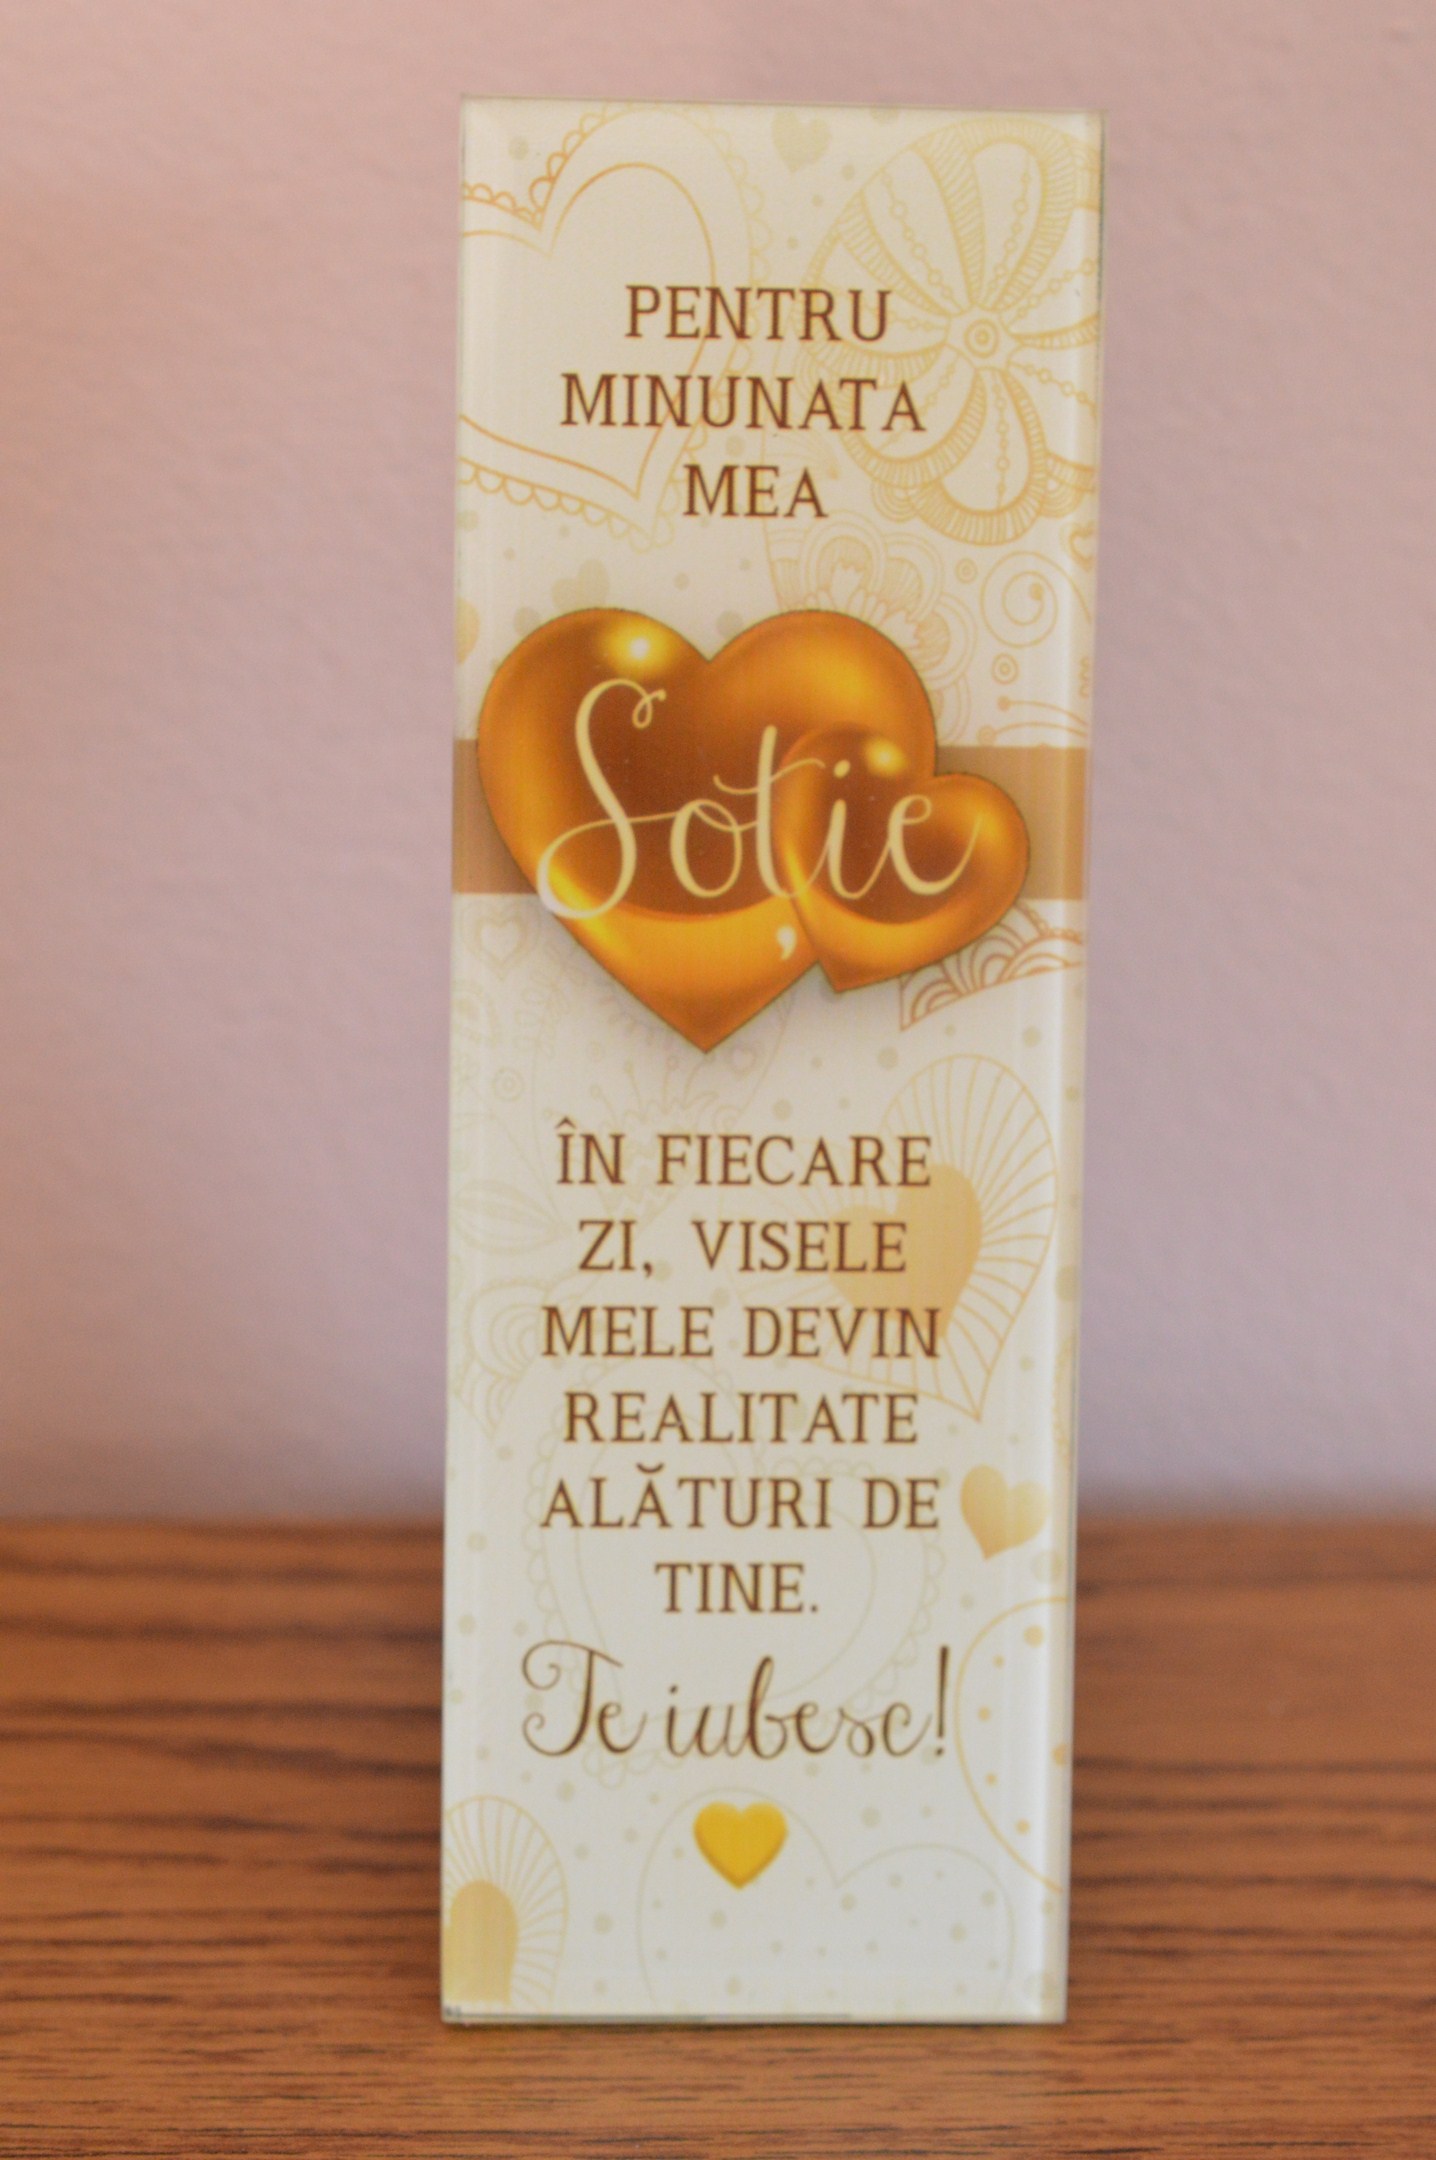 PENTRU
MINUNATA
MEA
Soție
ÎN FIECARE
ZI, VISELE
MELE DEVIN
REALITATE
ALĂTURI DE
TINE.
Te iubesc!